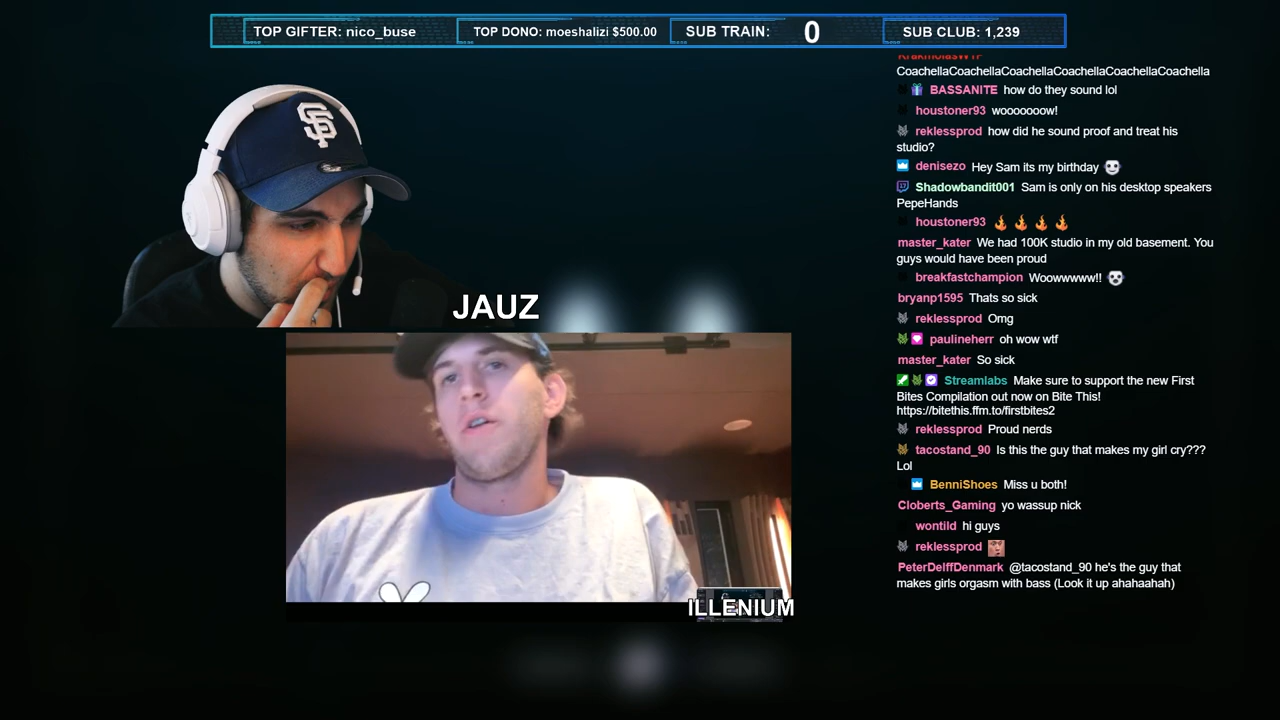 TOP GIFTER: nico_buse
TOP DONO: moeshalizi $500.00
SUB TRAIN: 0
SUB CLUB: 1,239
SF
JAUZ
ILLENIUM
CoachellaCoachellaCoachellaCoachellaCoachellaCoachella
BASSANITE how do they sound lol
houstoner93 wooooooow!
reklessprod how did he sound proof and treat his
studio?
denisezo Hey Sam its my birthday
Shadowbandit001 Sam is only on his desktop speakers
PepeHands
houstoner93
master_kater We had 100K studio in my old basement. You
guys would have been proud
breakfastchampion Woowwwww!!
bryanp1595 Thats so sick
reklessprod Omg
paulineherr oh wow wtf
master_kater So sick
Streamlabs Make sure to support the new First
Bites Compilation out now on Bite This!
https://bitethis.ffm.to/firstbites2
reklessprod Proud nerds
tacostand_90 Is this the guy that makes my girl cry???
Lol
BenniShoes Miss u both!
Cloberts_Gaming yo wassup nick
wontild hi guys
reklessprod
PeterDelffDenmark @tacostand_90 he's the guy that
makes girls orgasm with bass (Look it up ahahaahah)